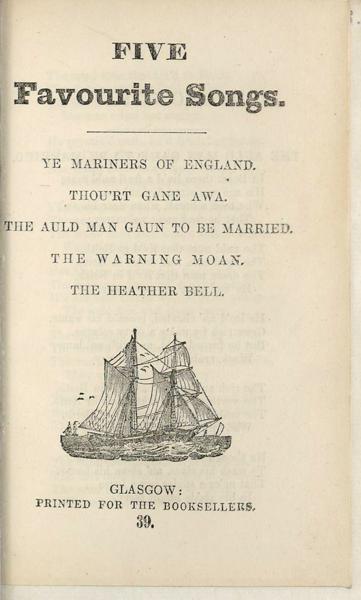 FIVE
Favourite Songs.
YE MARINERS OF ENGLAND.
THOU'RT GANE AWA.
THE AULD MAN GAUN TO BE MARRIED.
THE WARNING MOAN.
THE HEATHER BELL.
GLASGOW:
PRINTED FOR THE BOOKSELLERS.
39.